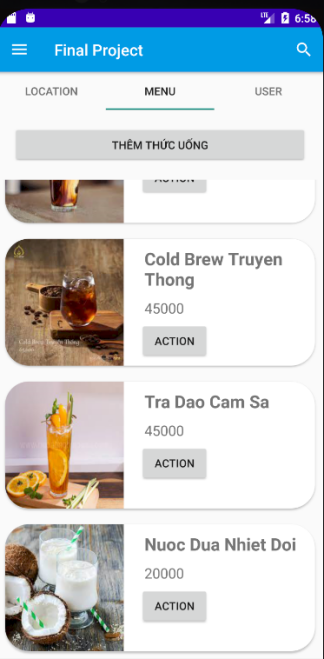 LTE 6:58
Final Project
LOCATION MENU USER
THÊM THỨC UỐNG
ACTION
Cold Brew Truyen
Thong
45000
ACTION
Tra Dao Cam Sa
45000
ACTION
Nuoc Dua Nhiet Doi
20000
ACTION